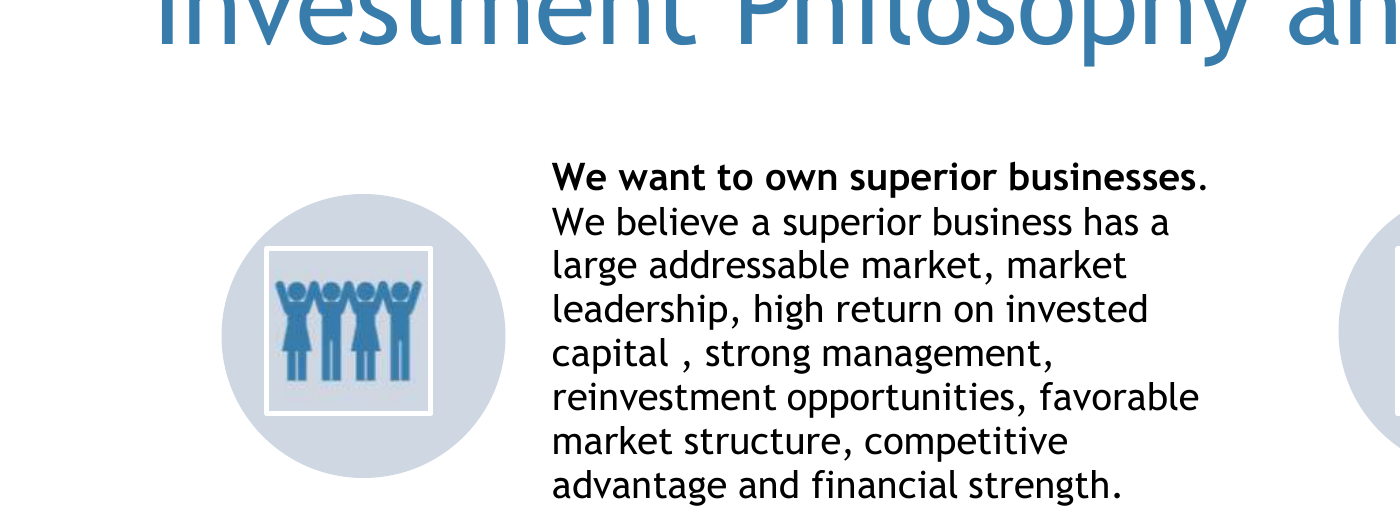 Investment Philosophy an
We want to own superior businesses.
We believe a superior business has a
large addressable market, market
leadership, high return on invested
capital , strong management,
reinvestment opportunities, favorable
market structure, competitive
advantage and financial strength.